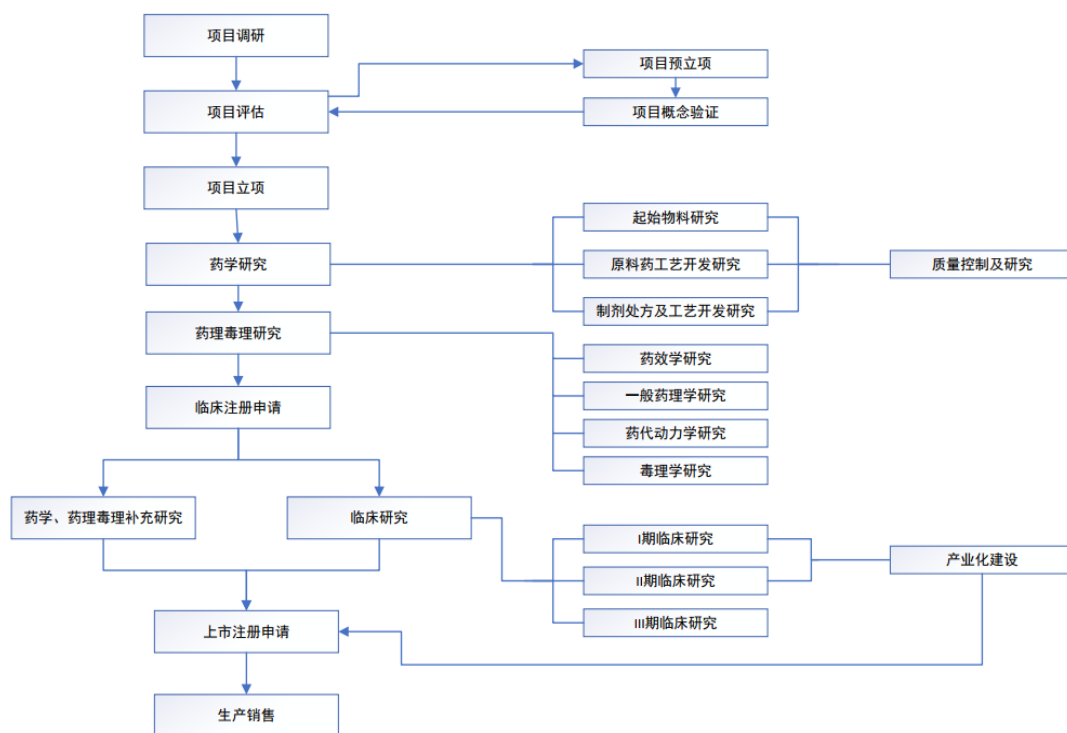 项目调研
项目预立项
项目评估
项目概念验证
项目立项
起始物料研究
药学研究
原料药工艺开发研究
质量控制及研究
制剂处方及工艺开发研究
药理毒理研究
药效学研究
一般药理学研究
临床注册申请
药代动力学研究
毒理学研究
药学、药理毒理补充研究
临床研究
I期临床研究
产业化建设
II期临床研究
III期临床研究
上市注册申请
生产销售